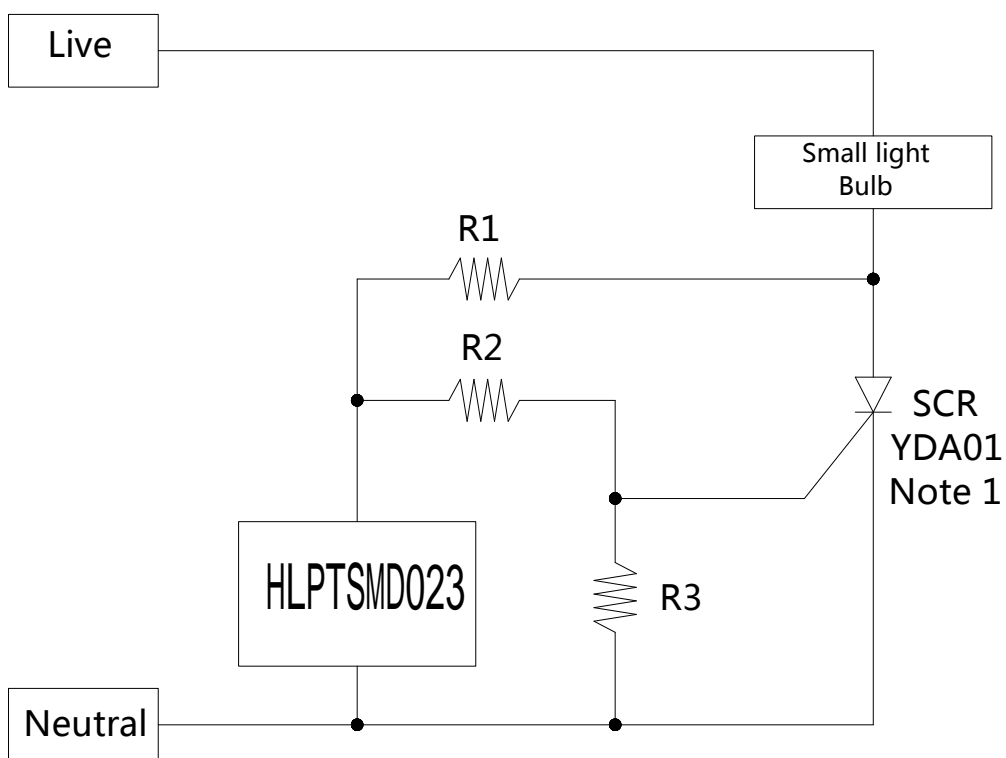 Live
Small light
Bulb
R1
R2
SCR
YDA01
Note 1
HLPTSMD023
R3
Neutral